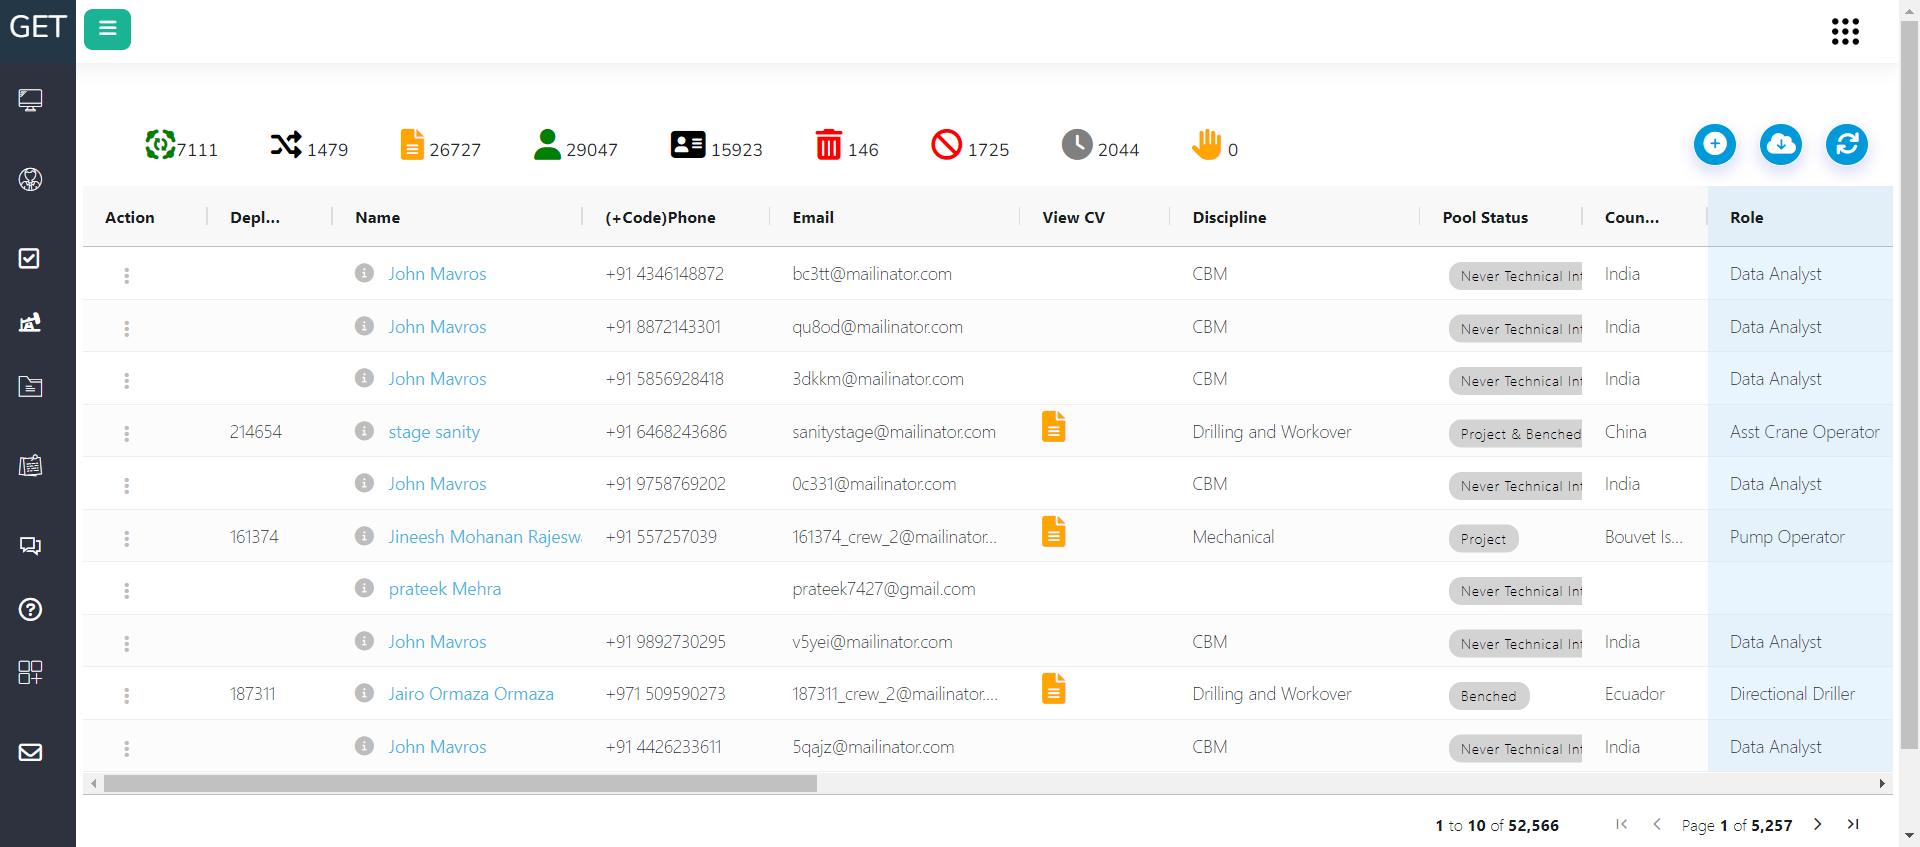 GET
7111 1479 26727 29047 15923 146 1725 2044 0
Action Depl... Name (+Code)Phone Email View CV Discipline Pool Status Coun... Role
John Mavros +91 4346148872 bc3tt@mailinator.com CBM Never Technical Int India Data Analyst
John Mavros +91 8872143301 qu8od@mailinator.com CBM Never Technical Int India Data Analyst
John Mavros +91 5856928418 3dkkm@mailinator.com CBM Never Technical Int India Data Analyst
214654 stage sanity +91 6468243686 sanitystage@mailinator.com Drilling and Workover Project & Benched China Asst Crane Operator
John Mavros +91 9758769202 0c331@mailinator.com CBM Never Technical Int India Data Analyst
161374 Jineesh Mohanan Rajesw +91 557257039 161374_crew_2@mailinator... Mechanical Project Bouvet Is... Pump Operator
prateek Mehra prateek7427@gmail.com Never Technical Int
John Mavros +91 9892730295 v5yei@mailinator.com CBM Never Technical Int India Data Analyst
187311 Jairo Ormaza Ormaza +971 509590273 187311_crew_2@mailinator.... Drilling and Workover Benched Ecuador Directional Driller
John Mavros +91 4426233611 5qajz@mailinator.com CBM Never Technical Int India Data Analyst
1 to 10 of 52,566 Page 1 of 5,257